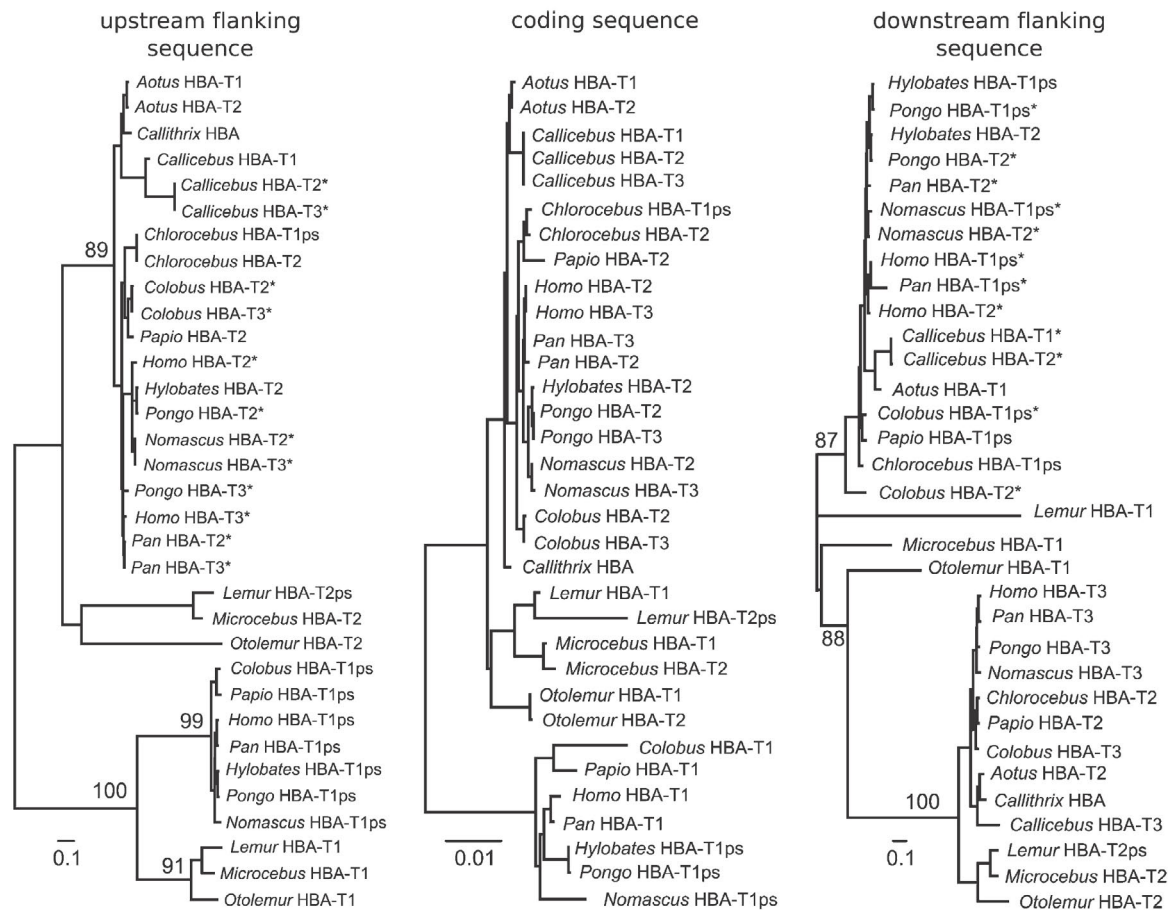 upstream flanking
sequence
Aotus HBA-T1
Aotus HBA-T2
Callithrix HBA
Callicebus HBA-T1
Callicebus HBA-T2*
Callicebus HBA-T3*
Chlorocebus HBA-T1ps
89
Chlorocebus HBA-T2
Colobus HBA-T2*
Colobus HBA-T3*
Papio HBA-T2
Homo HBA-T2*
Hylobates HBA-T2
Pongo HBA-T2*
Nomascus HBA-T2*
Nomascus HBA-T3*
Pongo HBA-T3*
Homo HBA-T3*
Pan HBA-T2*
Pan HBA-T3*
Lemur HBA-T2ps
Microcebus HBA-T2
Otolemur HBA-T2
Colobus HBA-T1ps
Papio HBA-T1ps
99
Homo HBA-T1ps
Pan HBA-T1ps
Hylobates HBA-T1ps
Pongo HBA-T1ps
100
Nomascus HBA-T1ps
Lemur HBA-T1
91
Microcebus HBA-T1
Otolemur HBA-T1
0.1
coding sequence
Aotus HBA-T1
Aotus HBA-T2
Callicebus HBA-T1
Callicebus HBA-T2
Callicebus HBA-T3
Chlorocebus HBA-T1ps
Chlorocebus HBA-T2
Papio HBA-T2
Homo HBA-T2
Homo HBA-T3
Pan HBA-T3
Pan HBA-T2
Hylobates HBA-T2
Pongo HBA-T2
Pongo HBA-T3
Nomascus HBA-T2
Nomascus HBA-T3
Colobus HBA-T2
Colobus HBA-T3
Callithrix HBA
Lemur HBA-T1
Lemur HBA-T2ps
Microcebus HBA-T1
Microcebus HBA-T2
Otolemur HBA-T1
Otolemur HBA-T2
Colobus HBA-T1
Papio HBA-T1
Homo HBA-T1
Pan HBA-T1
Hylobates HBA-T1ps
Pongo HBA-T1ps
Nomascus HBA-T1ps
0.01
downstream flanking
sequence
Hylobates HBA-T1ps
Pongo HBA-T1ps*
Hylobates HBA-T2
Pongo HBA-T2*
Pan HBA-T2*
Nomascus HBA-T1ps*
Nomascus HBA-T2*
Homo HBA-T1ps*
Pan HBA-T1ps*
Homo HBA-T2*
Callicebus HBA-T1*
Callicebus HBA-T2*
Aotus HBA-T1
Colobus HBA-T1ps*
87
Papio HBA-T1ps
Chlorocebus HBA-T1ps
Colobus HBA-T2*
Lemur HBA-T1
Microcebus HBA-T1
Otolemur HBA-T1
Homo HBA-T3
Pan HBA-T3
88
Pongo HBA-T3
Nomascus HBA-T3
Chlorocebus HBA-T2
Papio HBA-T2
Colobus HBA-T3
Aotus HBA-T2
100
Callithrix HBA
Callicebus HBA-T3
Lemur HBA-T2ps
Microcebus HBA-T2
Otolemur HBA-T2
0.1